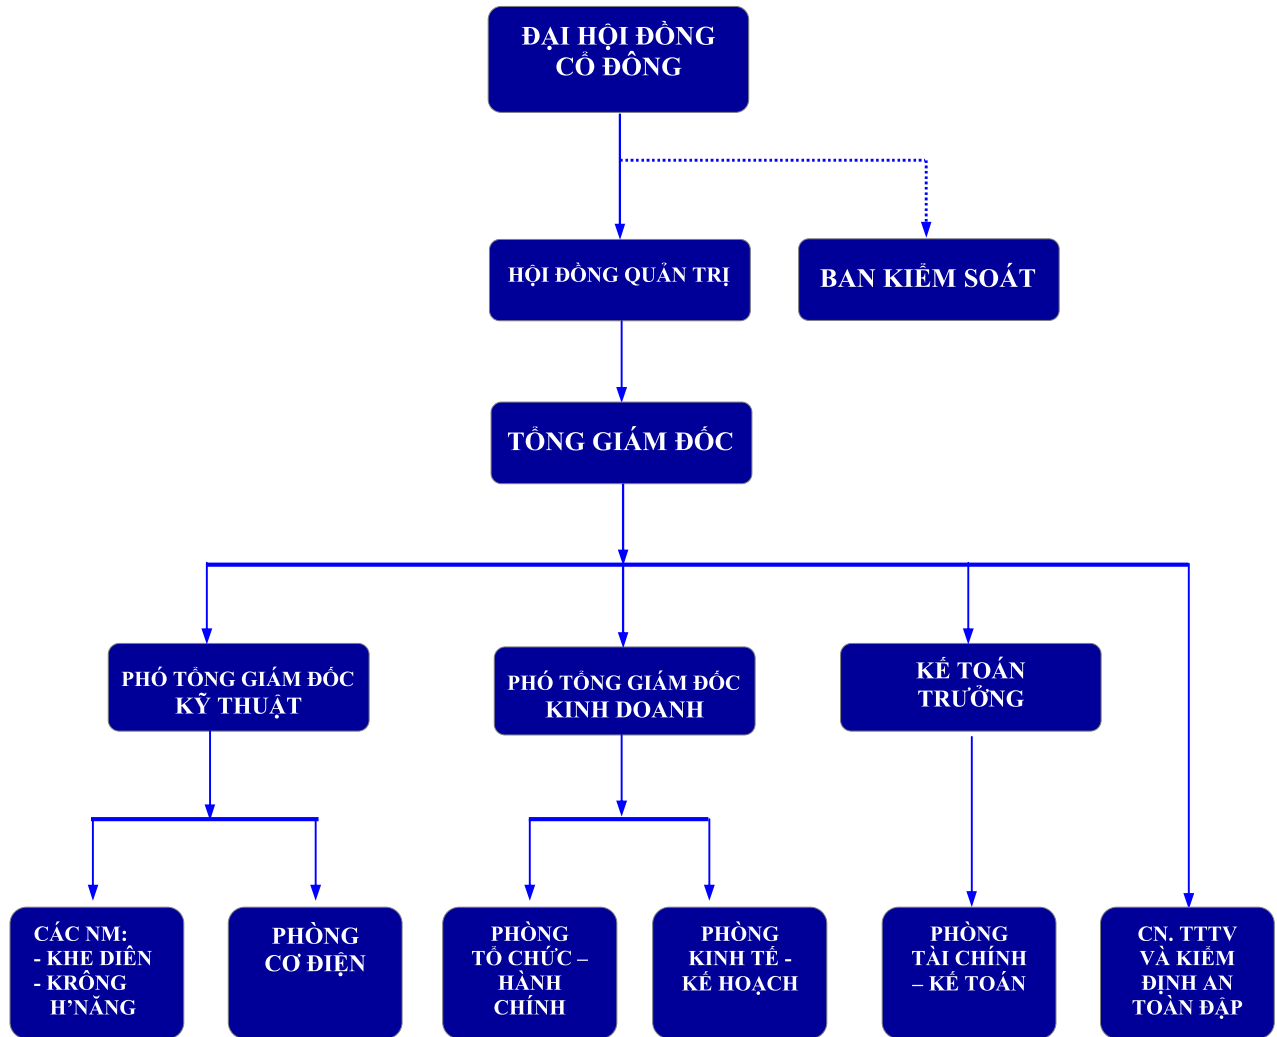 ĐẠI HỘI ĐỒNG
CỔ ĐÔNG
HỘI ĐỒNG QUẢN TRỊ
BAN KIỂM SOÁT
TỔNG GIÁM ĐỐC
PHÓ TỔNG GIÁM ĐỐC
KỸ THUẬT
PHÓ TỔNG GIÁM ĐỐC
KINH DOANH
KẾ TOÁN
TRƯỞNG
CÁC NM:
- KHE DIÊN
- KRÔNG
H’NĂNG
PHÒNG
CƠ ĐIỆN
PHÒNG
TỔ CHỨC –
HÀNH
CHÍNH
PHÒNG
KINH TẾ -
KẾ HOẠCH
PHÒNG
TÀI CHÍNH
– KẾ TOÁN
CN. TTTV
VÀ KIỂM
ĐỊNH AN
TOÀN ĐẬP